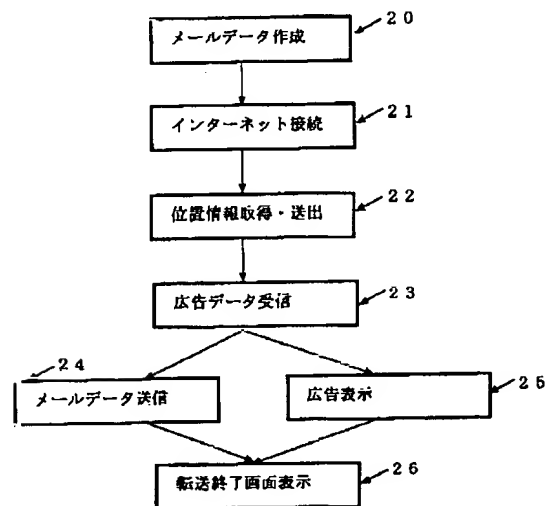 メールデータ作成
20
インターネット接続
21
位置情報取得・送出
22
広告データ受信
23
24
メールデータ送信
広告表示
25
転送終了画面表示
26